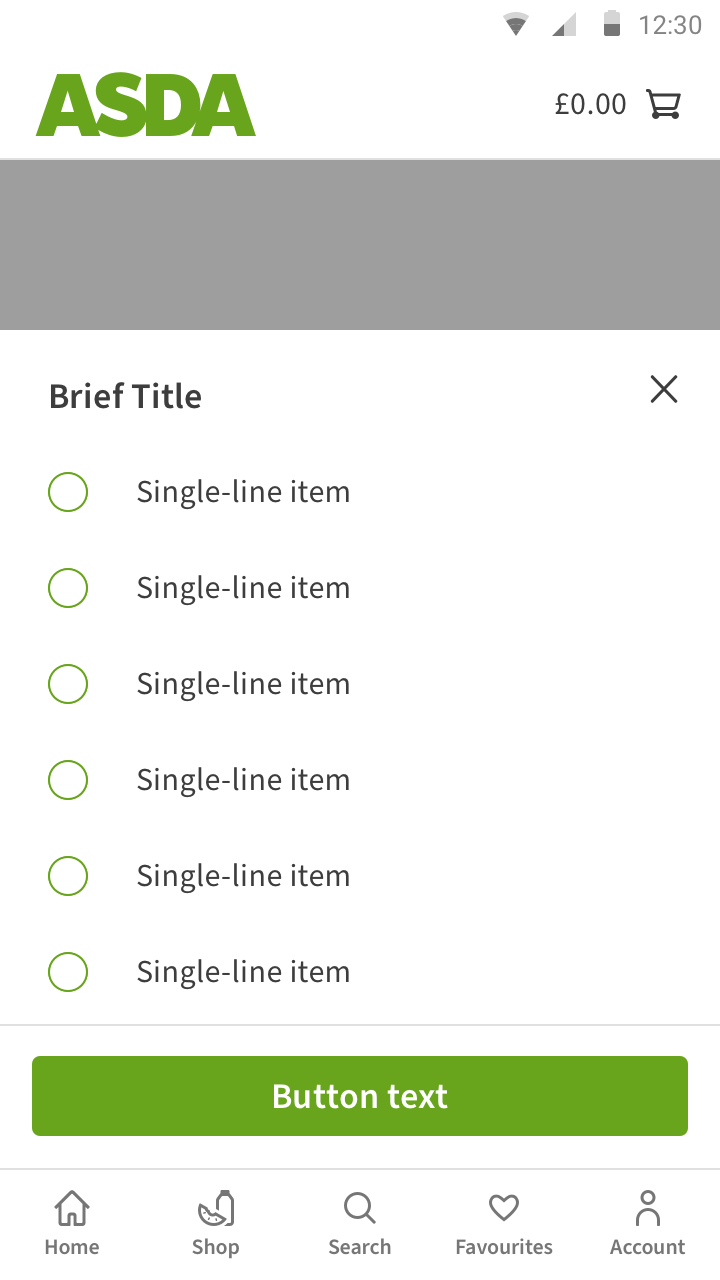 12:30
ASDA
£0.00
Brief Title
Single-line item
Single-line item
Single-line item
Single-line item
Single-line item
Single-line item
Button text
Home Shop Search Favourites Account